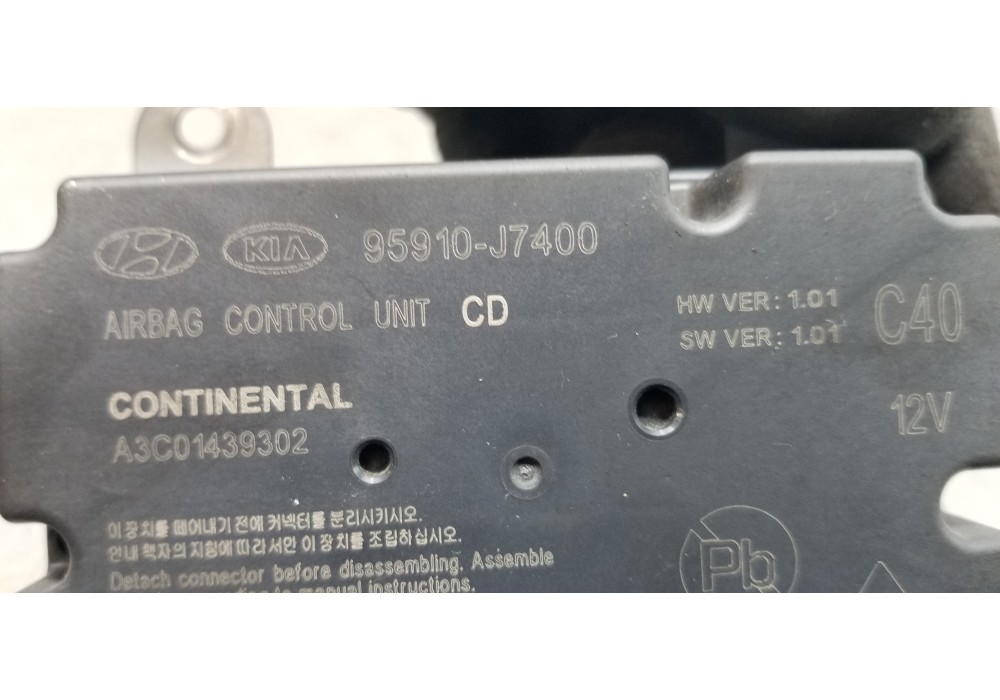 KIA 95910-J7400
AIRBAG CONTROL UNIT CD
HW VER: 1.01
SW VER: 1.01
C40
CONTINENTAL
A3C01439302
12V
이 장치를 떼어내기 전에 커넥터를 분리시키시오.
안내 책자의 지침에 따라서만 이 장치를 조립하십시오.
Detach connector before disassembling. Assemble
to manual instructions.
Pb